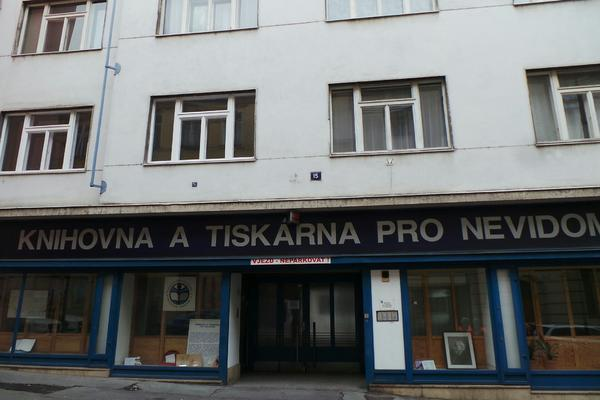 15
KNIHOVNA A TISKÁRNA PRO NEVIDOM
VJEZD - NEPARKOVAT!